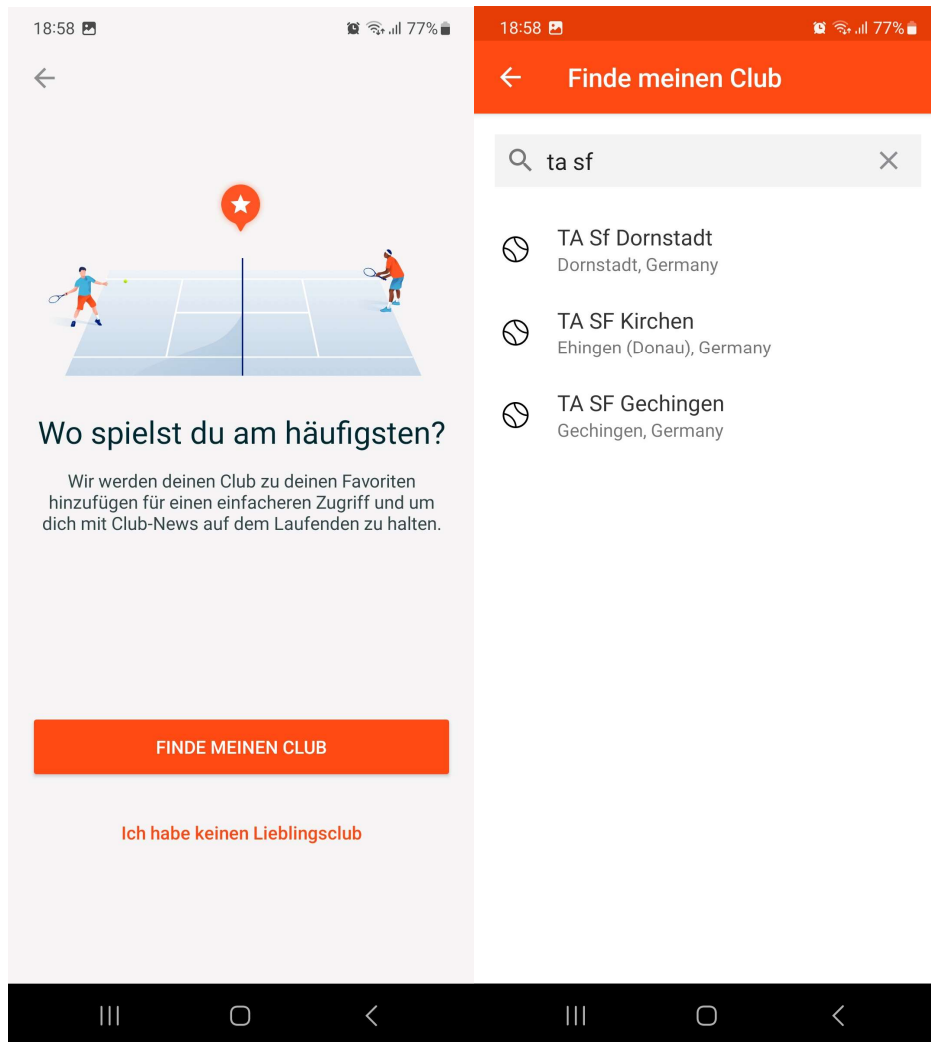 18:58
77%
Wo spielst du am häufigsten?
Wir werden deinen Club zu deinen Favoriten
hinzufügen für einen einfacheren Zugriff und um
dich mit Club-News auf dem Laufenden zu halten.
FINDE MEINEN CLUB
Ich habe keinen Lieblingsclub
18:58
77%
Finde meinen Club
ta sf
TA Sf Dornstadt
Dornstadt, Germany
TA SF Kirchen
Ehingen (Donau), Germany
TA SF Gechingen
Gechingen, Germany